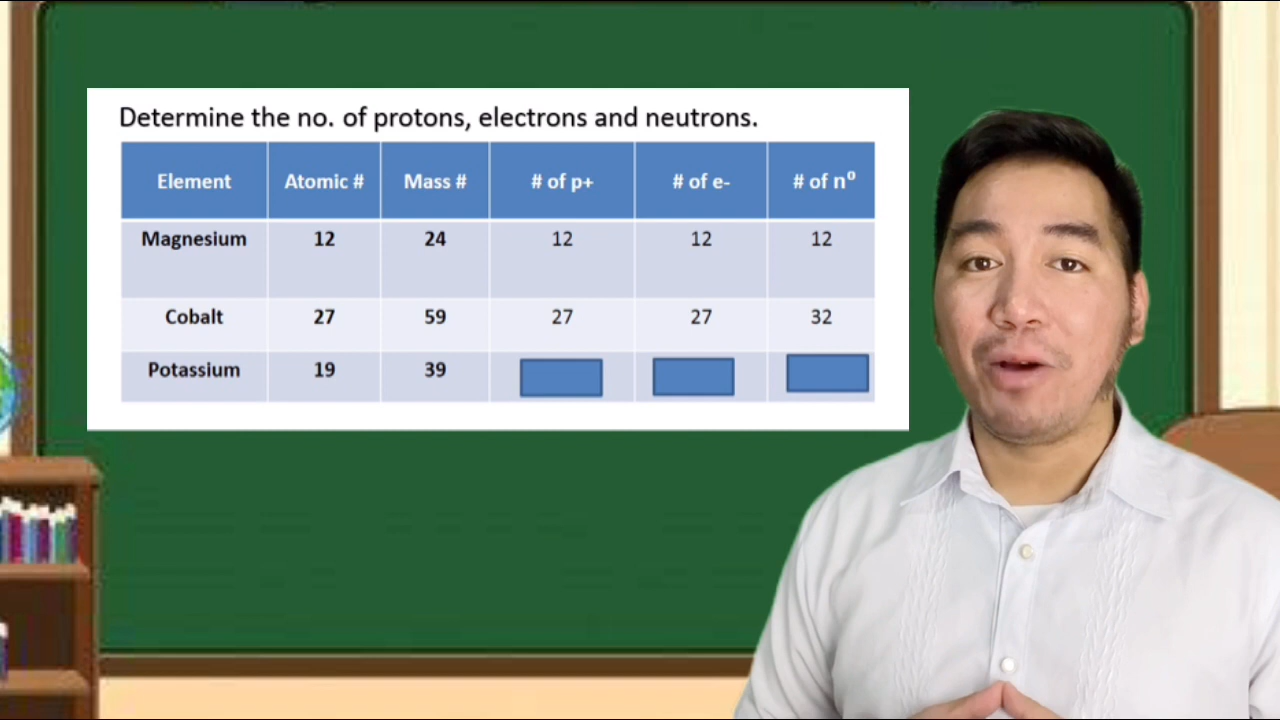 Determine the no. of protons, electrons and neutrons.
Element Atomic # Mass # # of p+ # of e- # of n⁰
Magnesium 12 24 12 12 12
Cobalt 27 59 27 27 32
Potassium 19 39